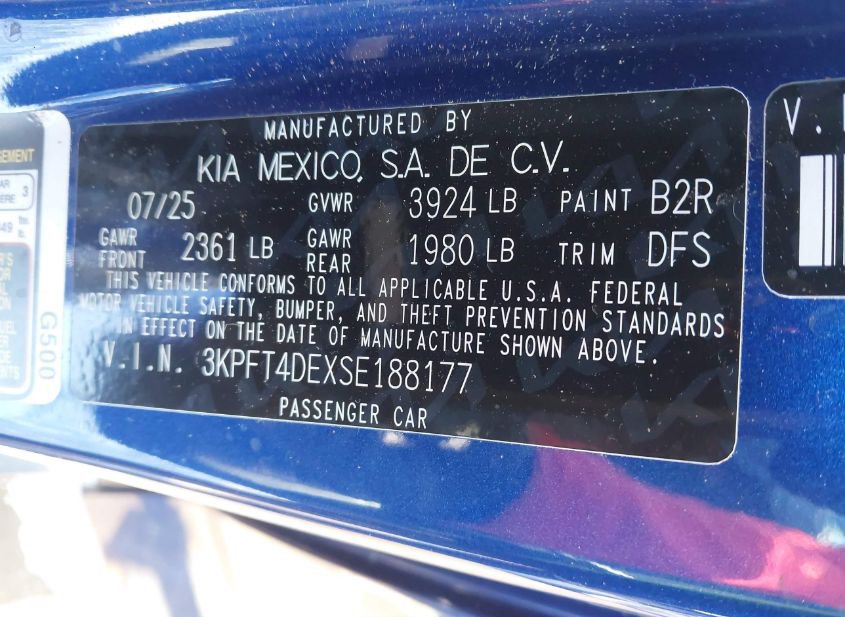 MANUFACTURED BY
KIA MEXICO, S.A. DE C.V.
07/25 GVWR 3924 LB PAINT B2R
GAWR FRONT 2361 LB GAWR REAR 1980 LB TRIM DFS
THIS VEHICLE CONFORMS TO ALL APPLICABLE U.S.A. FEDERAL
MOTOR VEHICLE SAFETY, BUMPER, AND THEFT PREVENTION STANDARDS
IN EFFECT ON THE DATE OF MANUFACTURE SHOWN ABOVE.
V.I.N. 3KPFT4DEXSE188177
PASSENGER CAR
G500
V.